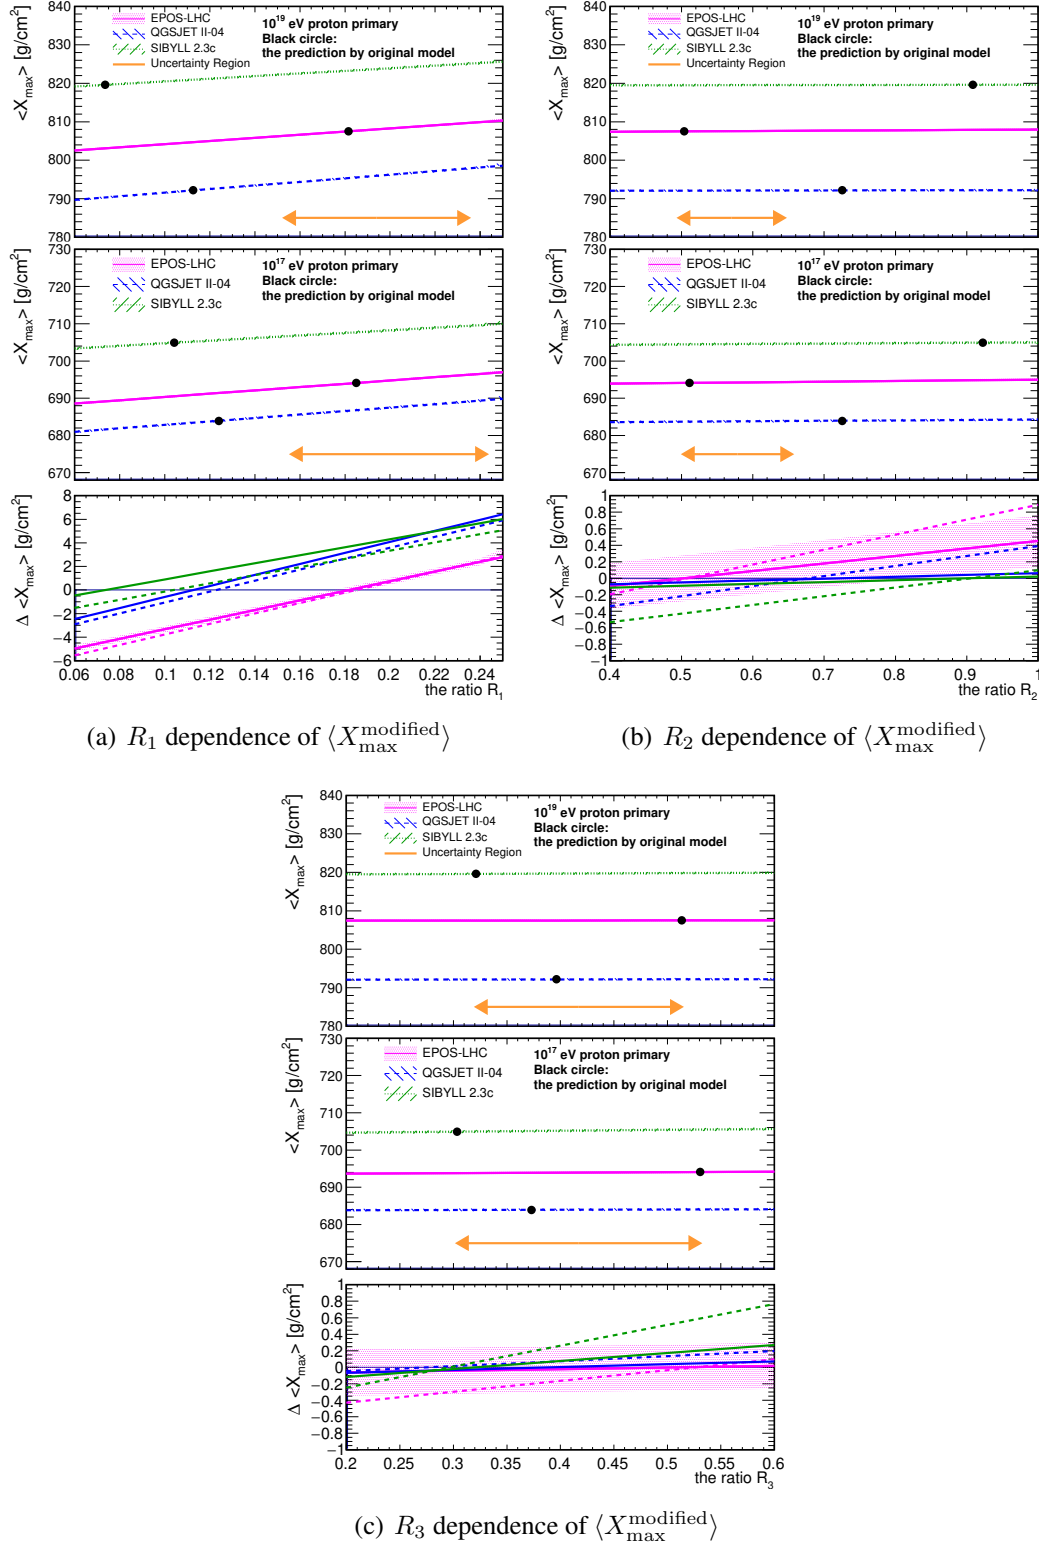 <X_max> [g/cm²]
840
830
820
810
800
790
780
EPOS-LHC
QGSJET II-04
SIBYLL 2.3c
Uncertainty Region
10^19 eV proton primary
Black circle:
the prediction by original model
<X_max> [g/cm²]
730
720
710
700
690
680
670
EPOS-LHC
QGSJET II-04
SIBYLL 2.3c
10^17 eV proton primary
Black circle:
the prediction by original model
Δ <X_max> [g/cm²]
8
6
4
2
0
−2
−4
−6
0.06 0.08 0.1 0.12 0.14 0.16 0.18 0.2 0.22 0.24
the ratio R_1
(a) R_1 dependence of ⟨X_max^modified⟩
<X_max> [g/cm²]
840
830
820
810
800
790
780
EPOS-LHC
QGSJET II-04
SIBYLL 2.3c
Uncertainty Region
10^19 eV proton primary
Black circle:
the prediction by original model
<X_max> [g/cm²]
730
720
710
700
690
680
670
EPOS-LHC
QGSJET II-04
SIBYLL 2.3c
10^17 eV proton primary
Black circle:
the prediction by original model
Δ <X_max> [g/cm²]
1
0.8
0.6
0.4
0.2
0
−0.2
−0.4
−0.6
−0.8
−1
0.4 0.5 0.6 0.7 0.8 0.9 1
the ratio R_2
(b) R_2 dependence of ⟨X_max^modified⟩
<X_max> [g/cm²]
840
830
820
810
800
790
780
EPOS-LHC
QGSJET II-04
SIBYLL 2.3c
Uncertainty Region
10^19 eV proton primary
Black circle:
the prediction by original model
<X_max> [g/cm²]
730
720
710
700
690
680
670
EPOS-LHC
QGSJET II-04
SIBYLL 2.3c
10^17 eV proton primary
Black circle:
the prediction by original model
Δ <X_max> [g/cm²]
1
0.8
0.6
0.4
0.2
0
−0.2
−0.4
−0.6
−0.8
−1
0.2 0.25 0.3 0.35 0.4 0.45 0.5 0.55 0.6
the ratio R_3
(c) R_3 dependence of ⟨X_max^modified⟩